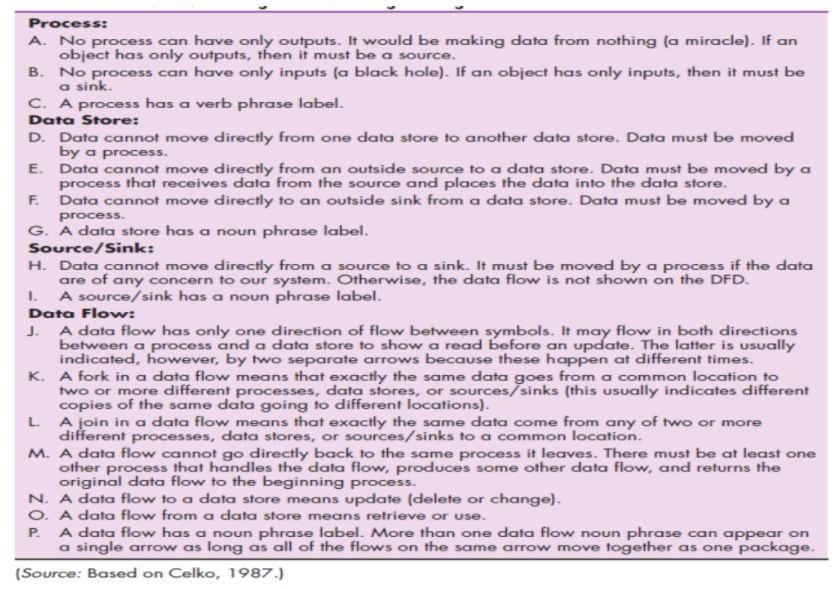 Process:
A. No process can have only outputs. It would be making data from nothing (a miracle). If an
object has only outputs, then it must be a source.
B. No process can have only inputs (a black hole). If an object has only inputs, then it must be
a sink.
C. A process has a verb phrase label.
Data Store:
D. Data cannot move directly from one data store to another data store. Data must be moved
by a process.
E. Data cannot move directly from an outside source to a data store. Data must be moved by a
process that receives data from the source and places the data into the data store.
F. Data cannot move directly to an outside sink from a data store. Data must be moved by a
process.
G. A data store has a noun phrase label.
Source/Sink:
H. Data cannot move directly from a source to a sink. It must be moved by a process if the data
are of any concern to our system. Otherwise, the data flow is not shown on the DFD.
I. A source/sink has a noun phrase label.
Data Flow:
J. A data flow has only one direction of flow between symbols. It may flow in both directions
between a process and a data store to show a read before an update. The latter is usually
indicated, however, by two separate arrows because these happen at different times.
K. A fork in a data flow means that exactly the same data goes from a common location to
two or more different processes, data stores, or sources/sinks (this usually indicates different
copies of the same data going to different locations).
L. A join in a data flow means that exactly the same data come from any of two or more
different processes, data stores, or sources/sinks to a common location.
M. A data flow cannot go directly back to the same process it leaves. There must be at least one
other process that handles the data flow, produces some other data flow, and returns the
original data flow to the beginning process.
N. A data flow to a data store means update (delete or change).
O. A data flow from a data store means retrieve or use.
P. A data flow has a noun phrase label. More than one data flow noun phrase can appear on
a single arrow as long as all of the flows on the same arrow move together as one package.
(Source: Based on Celko, 1987.)